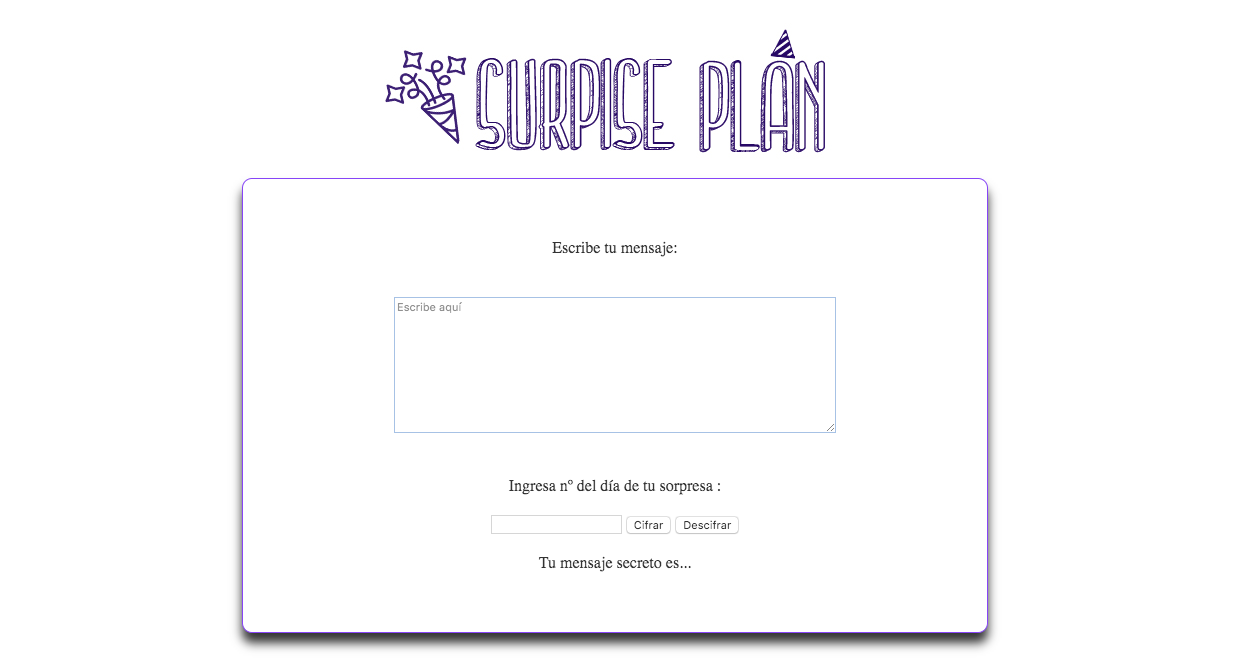 SURPISE PLAN
Escribe tu mensaje:
Escribe aquí
Ingresa nº del día de tu sorpresa :
Cifrar Descifrar
Tu mensaje secreto es...